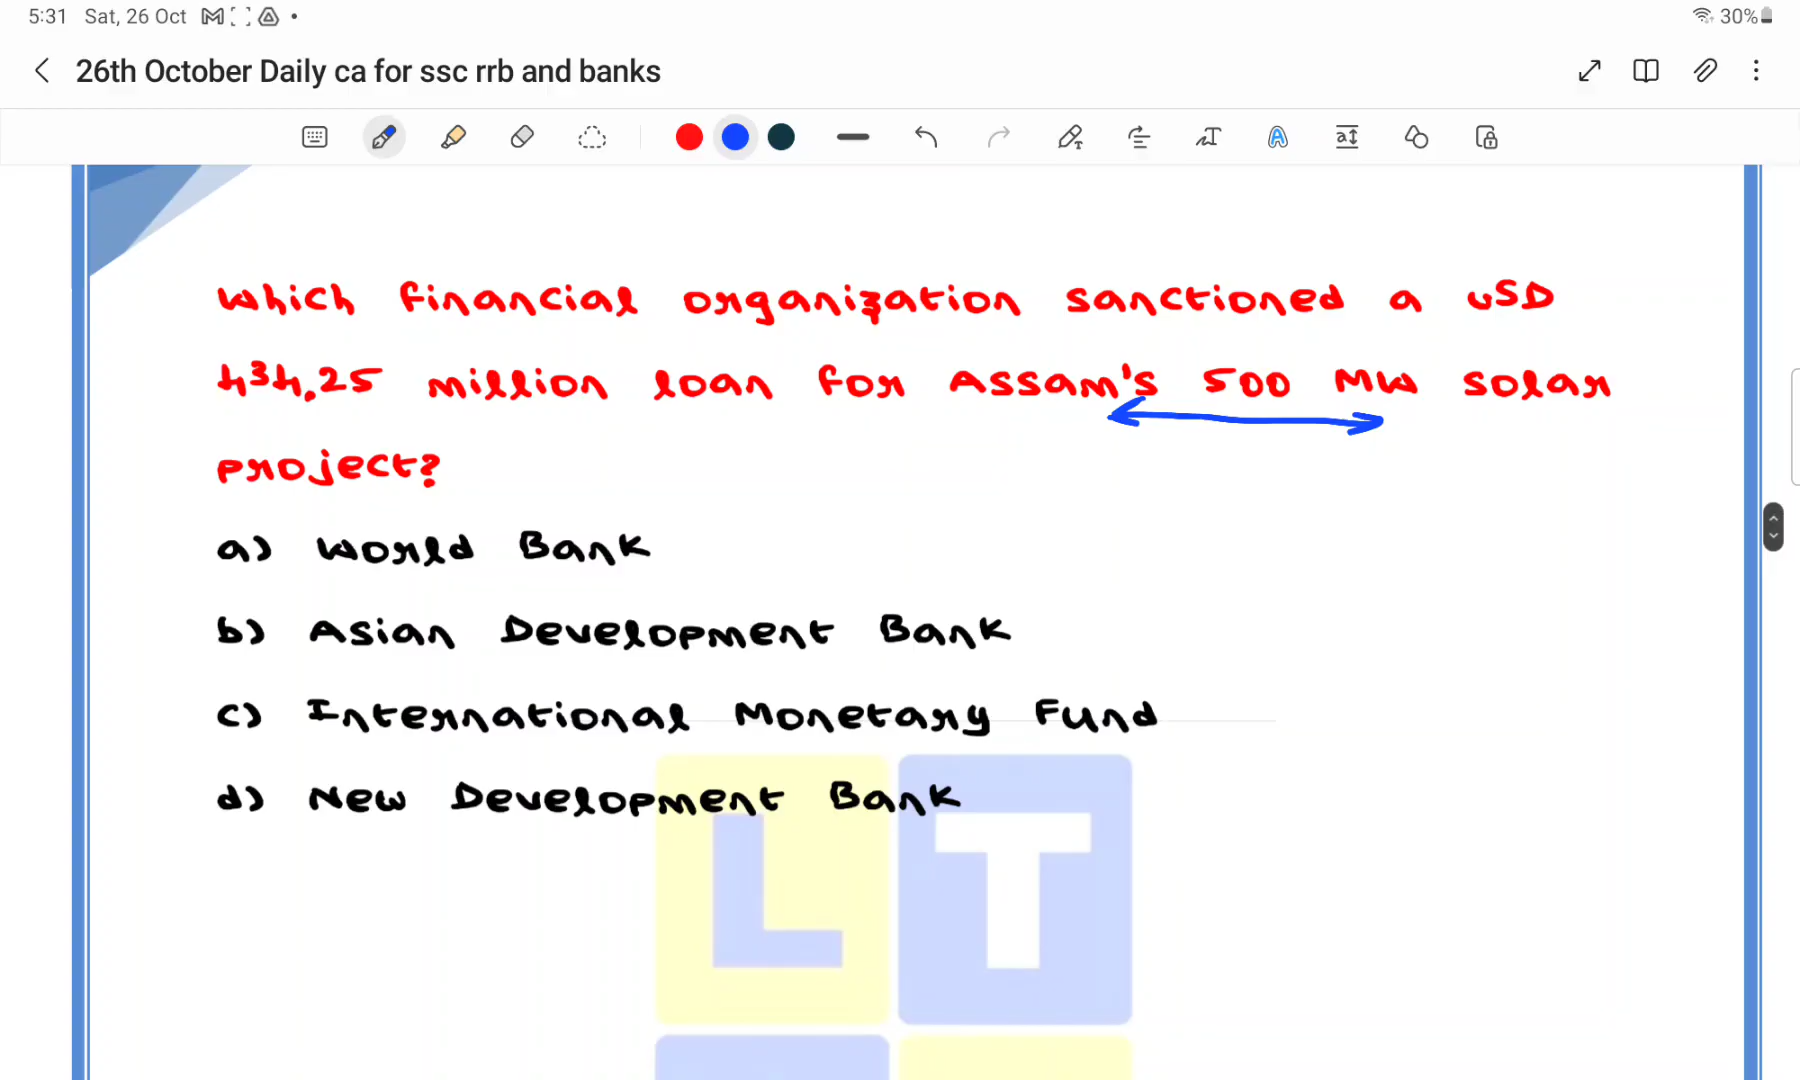 5:31 Sat, 26 Oct
30%
26th October Daily ca for ssc rrb and banks
Which financial organization sanctioned a USD
434.25 million loan for Assam's 500 MW solar
project?
a) World Bank
b) Asian Development Bank
c) International Monetary Fund
d) New Development Bank
L T